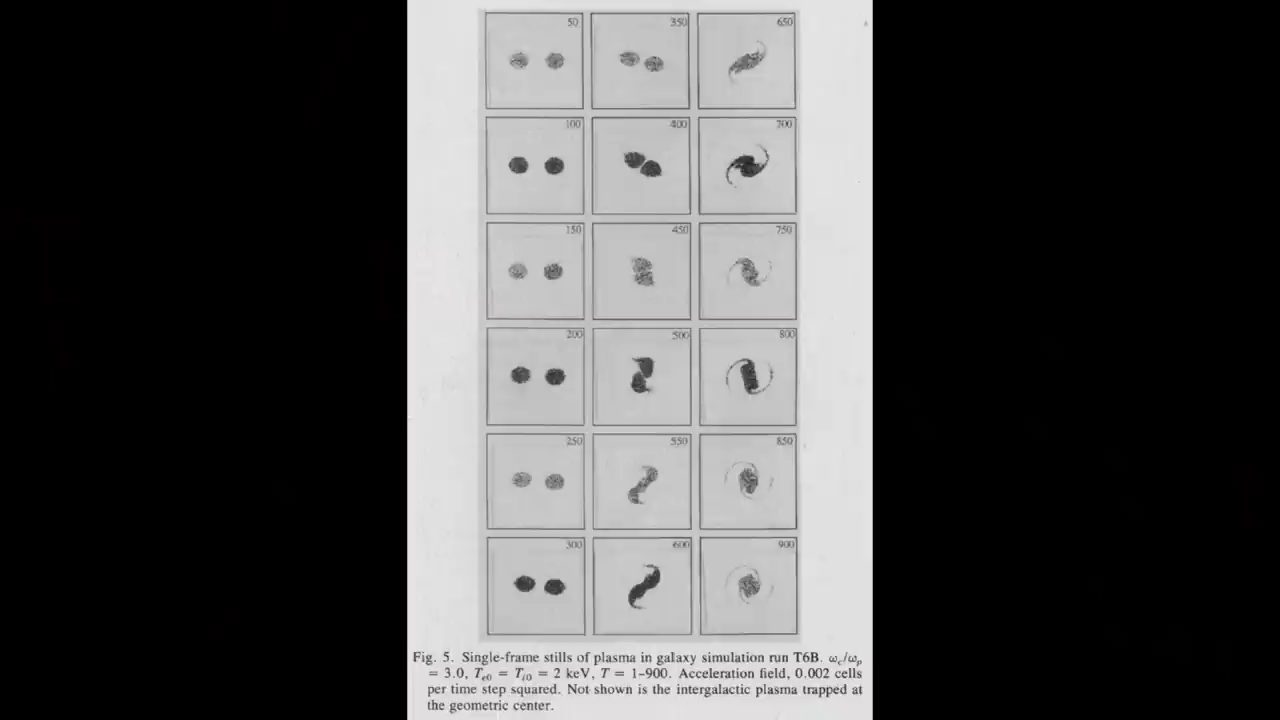 50 350 650
100 400 700
150 450 750
200 500 800
250 550 850
300 600 900
Fig. 5. Single-frame stills of plasma in galaxy simulation run T6B. ωc/ωp
= 3.0, Te0 = Ti0 = 2 keV, T = 1–900. Acceleration field, 0.002 cells
per time step squared. Not shown is the intergalactic plasma trapped at
the geometric center.